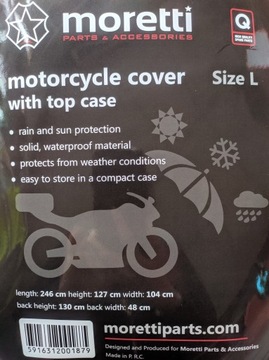 moretti
PARTS & ACCESSORIES
Q
motorcycle cover Size L
with top case
• rain and sun protection
• solid, waterproof material
• protects from weather conditions
• easy to store in a compact case
length: 246 cm height: 127 cm width: 104 cm
back height: 130 cm back width: 48 cm
5916312001879
morettiparts.com
Designed and Produced for Moretti Parts & Accessories
Made in P.R.C.